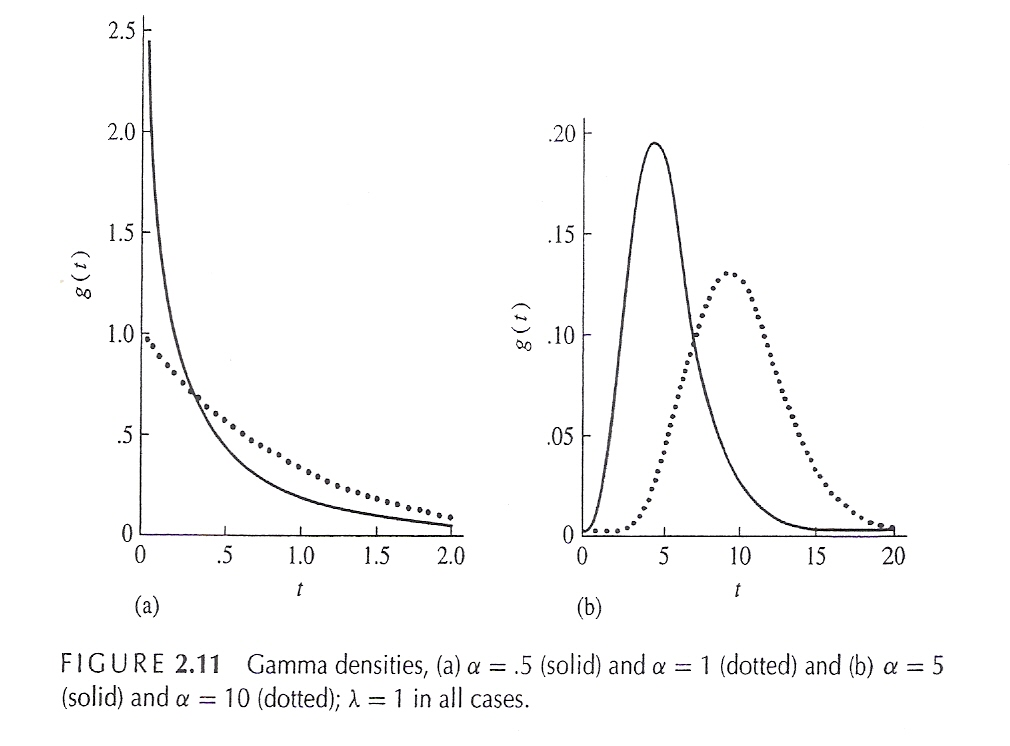 2.5
2.0
1.5
1.0
.5
0
g(t)
0 .5 1.0 1.5 2.0
t
(a)
.20
.15
.10
.05
0
g(t)
0 5 10 15 20
t
(b)
FIGURE 2.11 Gamma densities, (a) α = .5 (solid) and α = 1 (dotted) and (b) α = 5
(solid) and α = 10 (dotted); λ = 1 in all cases.